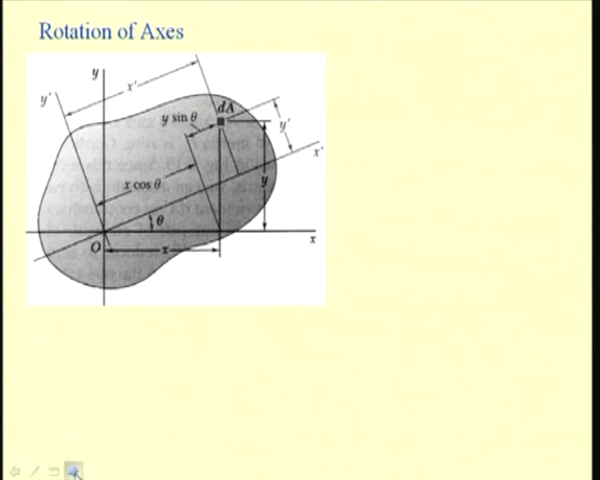 Rotation of Axes
y
y'
x'
dA
y sin θ
y'
x'
x cos θ
y
θ
O
x
x